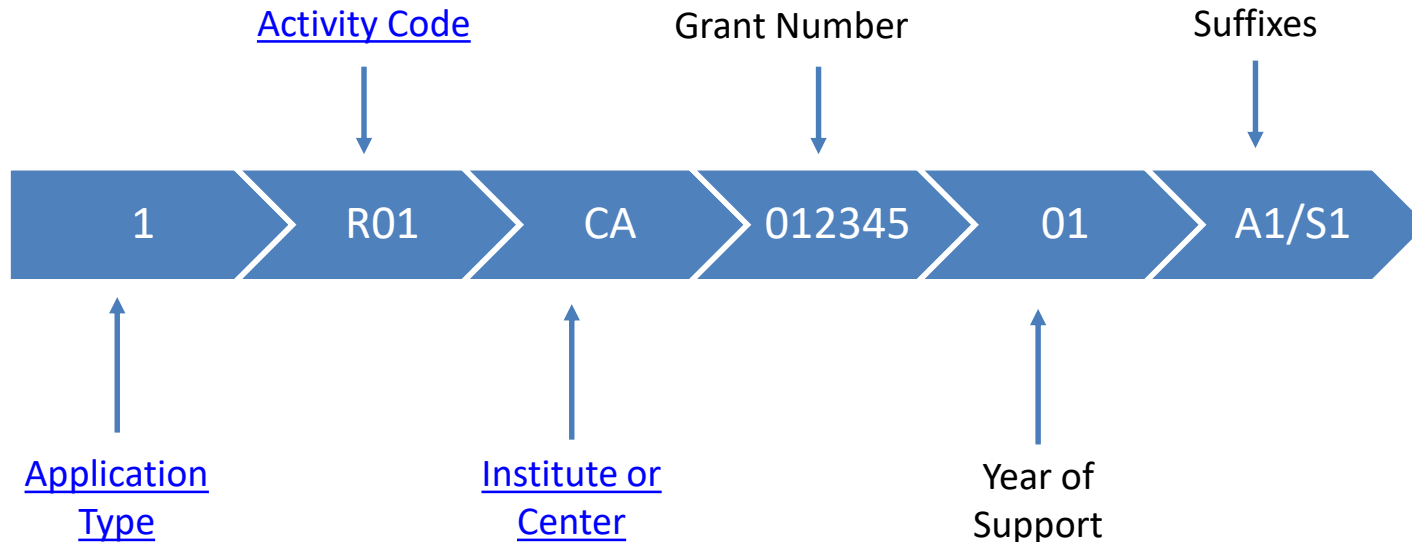 Activity Code
Grant Number
Suffixes
1
R01
CA
012345
01
A1/S1
Application
Type
Institute or
Center
Year of
Support